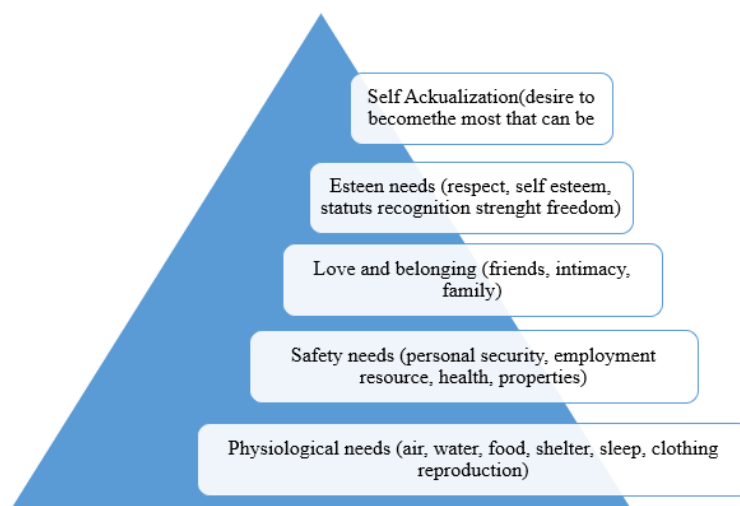 Self Ackualization(desire to
becomethe most that can be
Esteen needs (respect, self esteem,
statuts recognition strenght freedom)
Love and belonging (friends, intimacy,
family)
Safety needs (personal security, employment
resource, health, properties)
Physiological needs (air, water, food, shelter, sleep, clothing
reproduction)